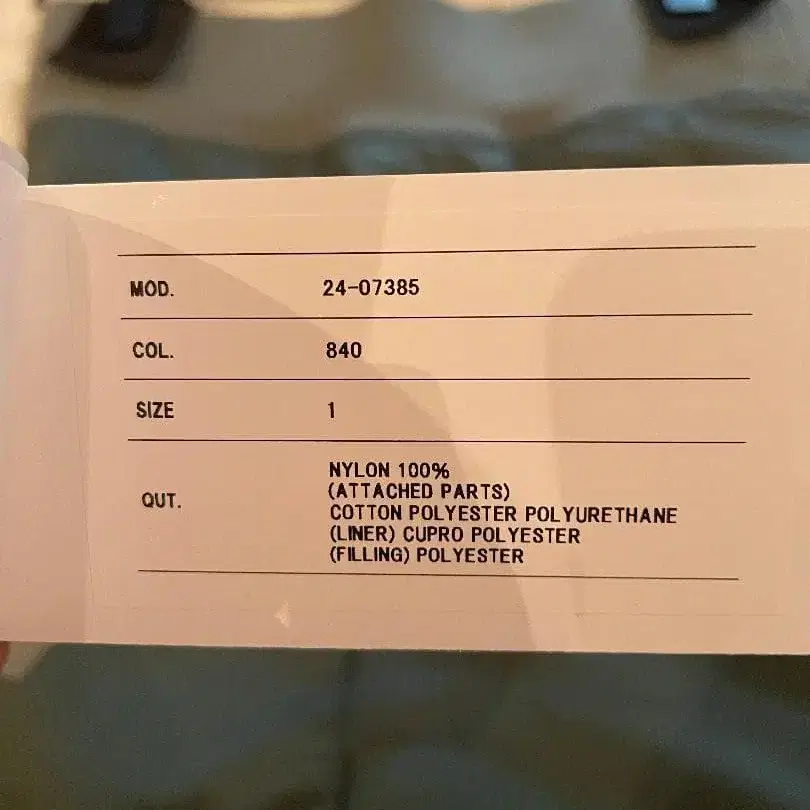 MOD. 24-07385
COL. 840
SIZE 1
QUT. NYLON 100%
(ATTACHED PARTS)
COTTON POLYESTER POLYURETHANE
(LINER) CUPRO POLYESTER
(FILLING) POLYESTER